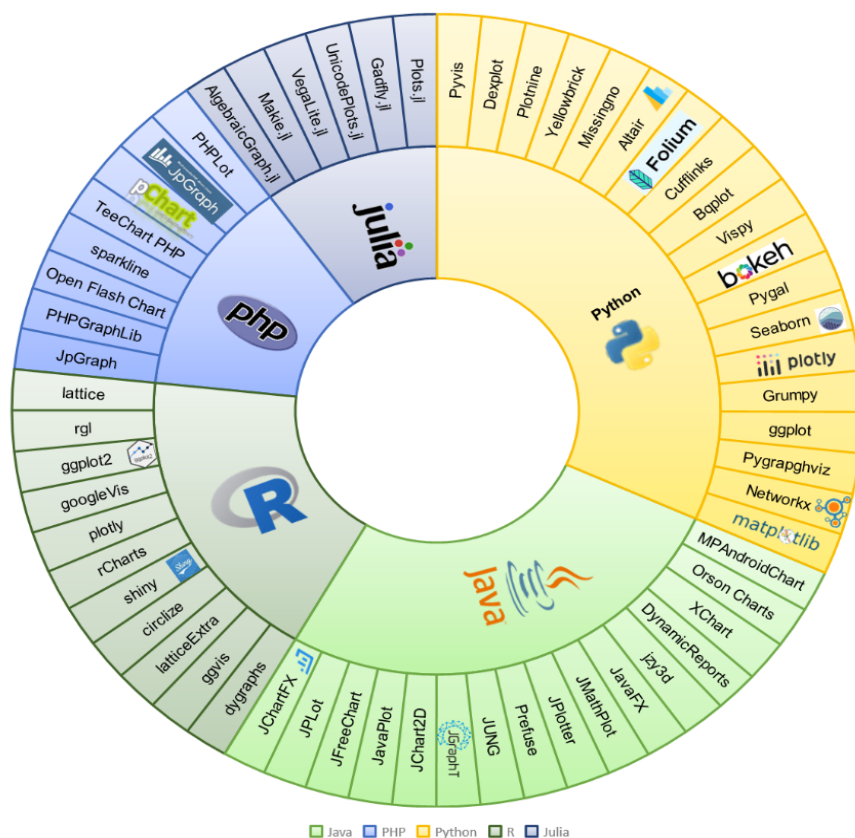 Plots.jl
Gadfly.jl
UnicodePlots.jl
VegaLite.jl
Makie.jl
AlgebraicGraph.jl
julia
Pyvis
Dexplot
Plotnine
Yellowbrick
Missingno
Altair
Folium
Cufflinks
Bqplot
Vispy
bokeh
Pygal
Seaborn
plotly
Grumpy
ggplot
Pygrapghviz
Networkx
matplotlib
Python
MPAndroidChart
Orson Charts
XChart
DynamicReports
jzy3d
JavaFX
JMathPlot
JPlotter
Prefuse
JUNG
JGraphT
JChart2D
JavaPlot
JFreeChart
JPLot
JChartFX
Java
dygraphs
ggvis
latticeExtra
circlize
shiny
Shiny
rCharts
plotly
googleVis
ggplot2
ggplot2
rgl
lattice
R
JpGraph
PHPGraphLib
Open Flash Chart
sparkline
TeeChart PHP
pChart
JpGraph
PHPLot
php
Java PHP Python R Julia